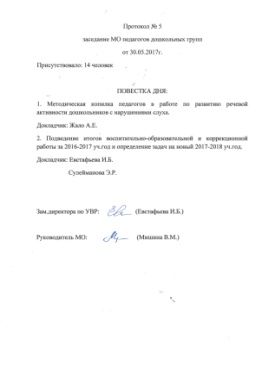 Протокол № 5
заседание МО педагогов дошкольных групп
от 30.05.2017г.
Присутствовало: 14 человек
ПОВЕСТКА ДНЯ:
1. Методическая копилка педагогов в работе по развитию речевой
активности дошкольников с нарушениями слуха.
Докладчик: Жало А.Е.
2. Подведение итогов воспитательно-образовательной и коррекционной
работы за 2016-2017 уч.год и определение задач на новый 2017-2018 уч.год.
Докладчик: Евстафьева И.Б.
Сулейманова Э.Р.
Зам.директора по УВР: (Евстафьева И.Б.)
Руководитель МО: (Мишина В.М.)